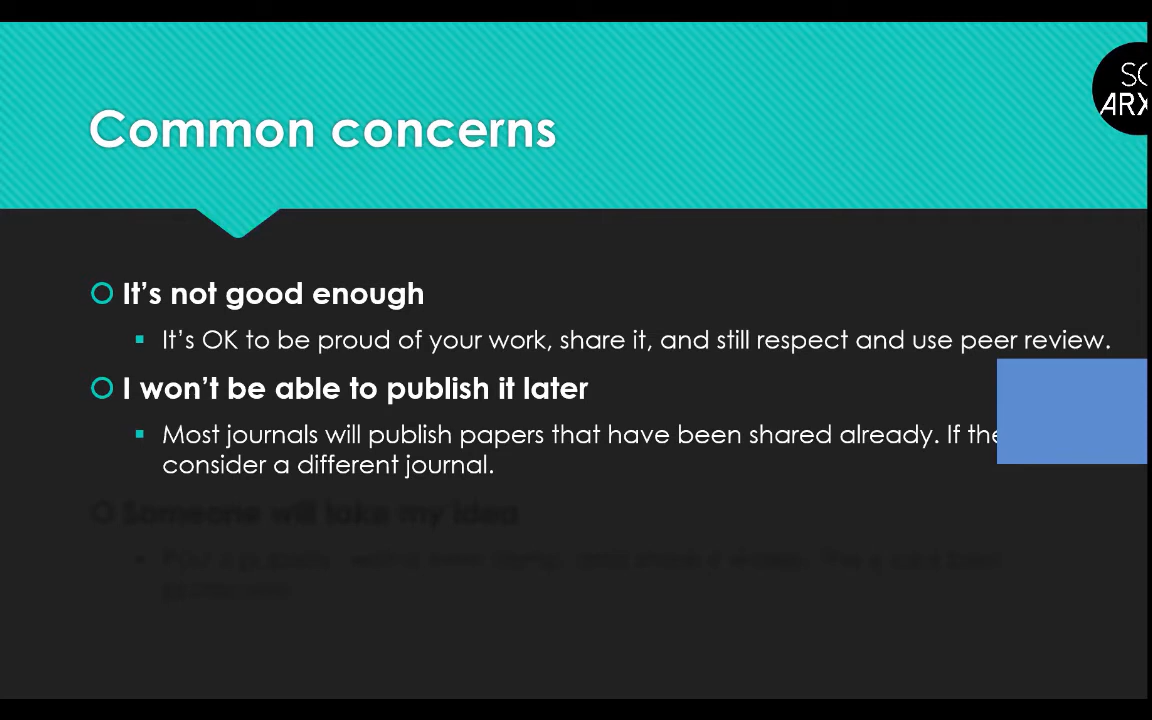 SO
ARX
Common concerns
It's not good enough
It's OK to be proud of your work, share it, and still respect and use peer review.
I won't be able to publish it later
Most journals will publish papers that have been shared already. If
consider a different journal.
Someone will take my idea